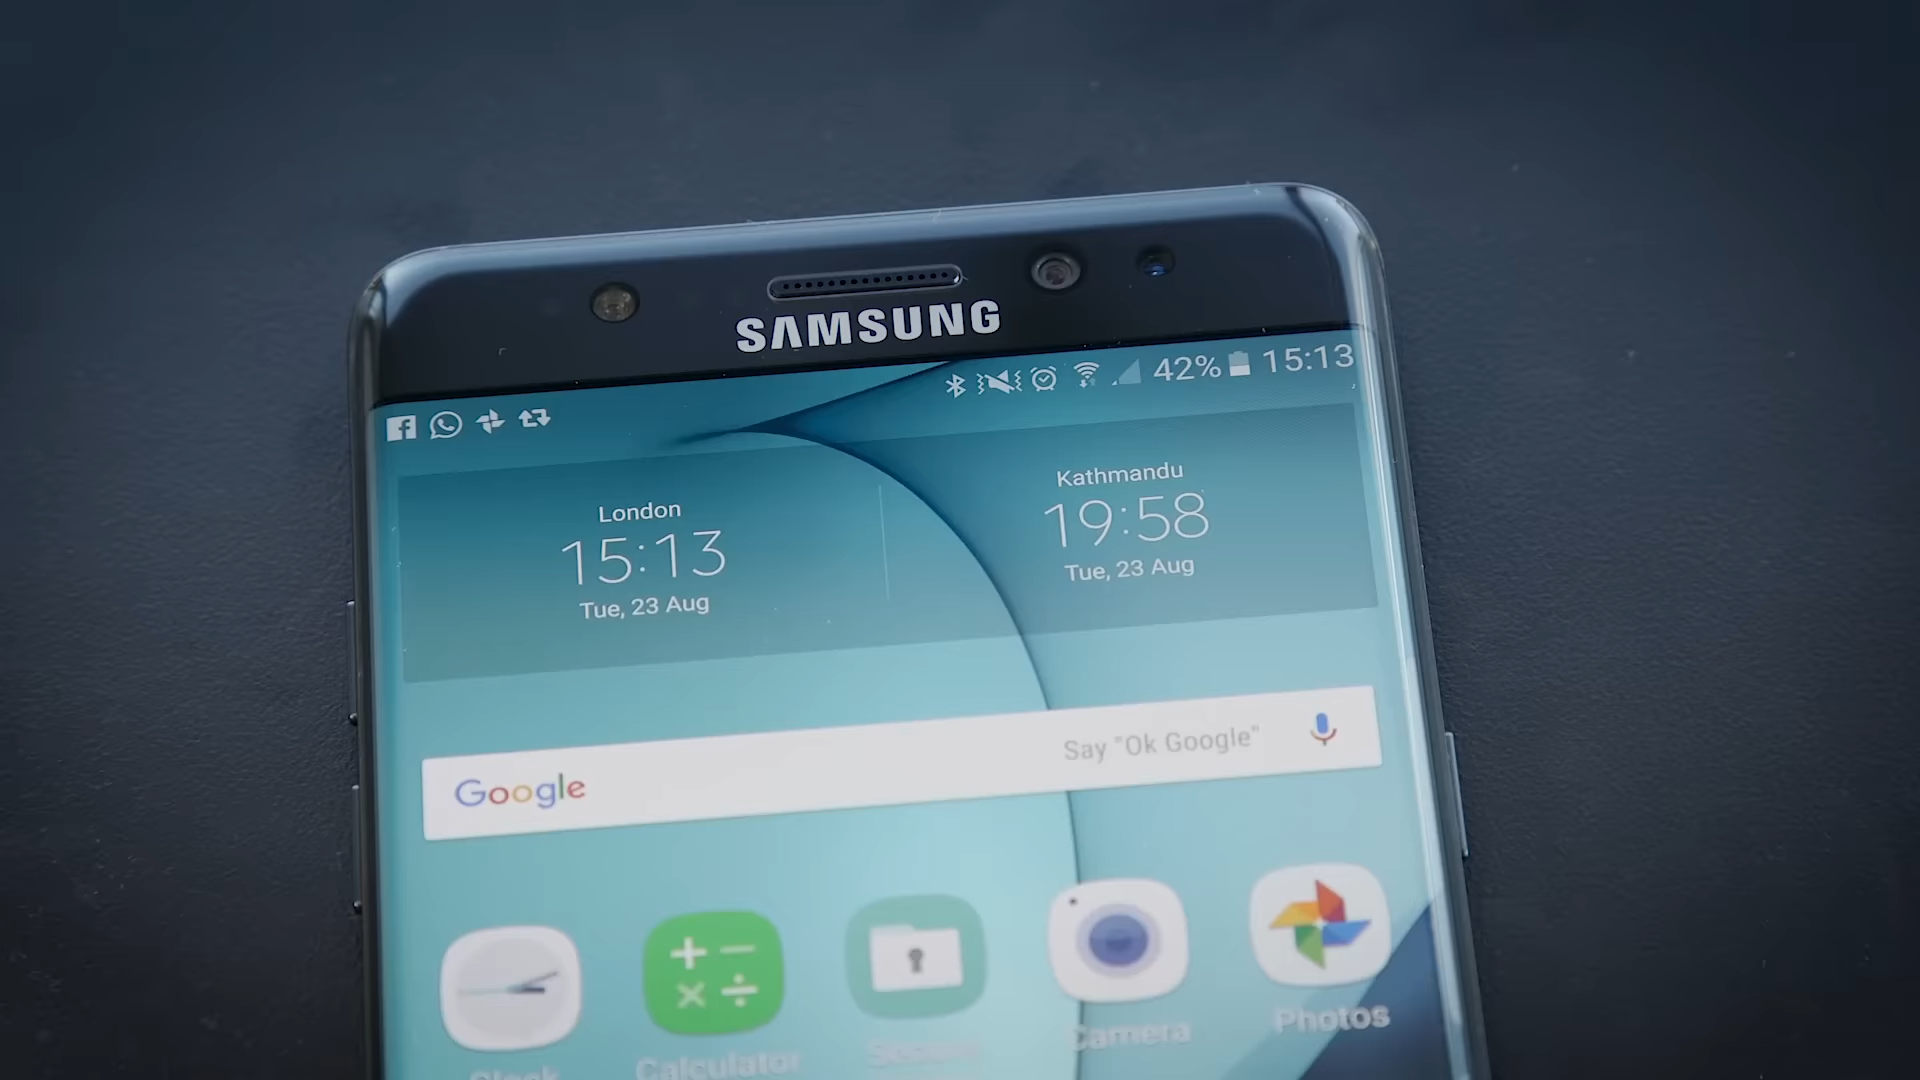 SAMSUNG
42% 15:13
London
15:13
Tue, 23 Aug
Kathmandu
19:58
Tue, 23 Aug
Google
Say "Ok Google"
Clock
Calculator
Camera
Photos